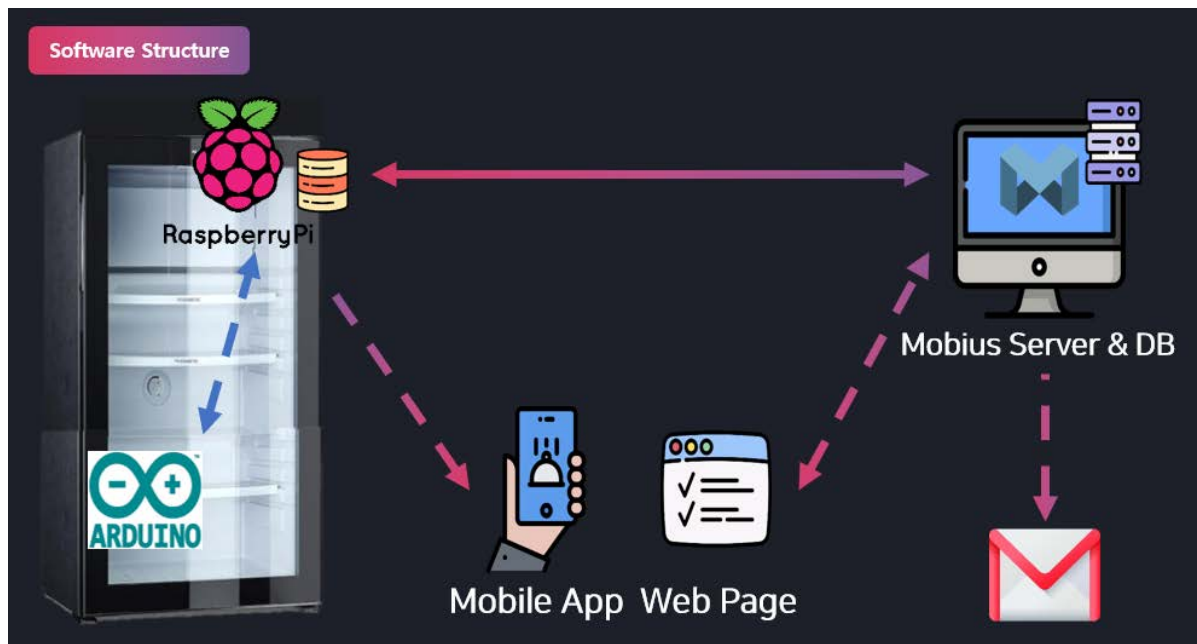 Software Structure
RaspberryPi
Mobius Server & DB
ARDUINO
Mobile App
Web Page